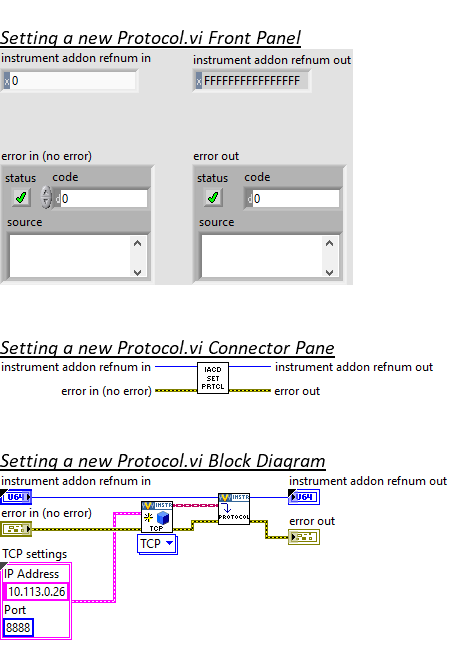 Setting a new Protocol.vi Front Panel
instrument addon refnum in
instrument addon refnum out
x 0
x FFFFFFFFFFFFFFFF
error in (no error)
error out
status code
status code
d 0
d 0
source
source
Setting a new Protocol.vi Connector Pane
instrument addon refnum in
IACD SET PRTCL
instrument addon refnum out
error in (no error)
error out
Setting a new Protocol.vi Block Diagram
instrument addon refnum in
instrument addon refnum out
U64
INSTR
INSTR
U64
error in (no error)
TCP
PROTOCOL
error out
TCP
TCP settings
IP Address
10.113.0.26
Port
8888